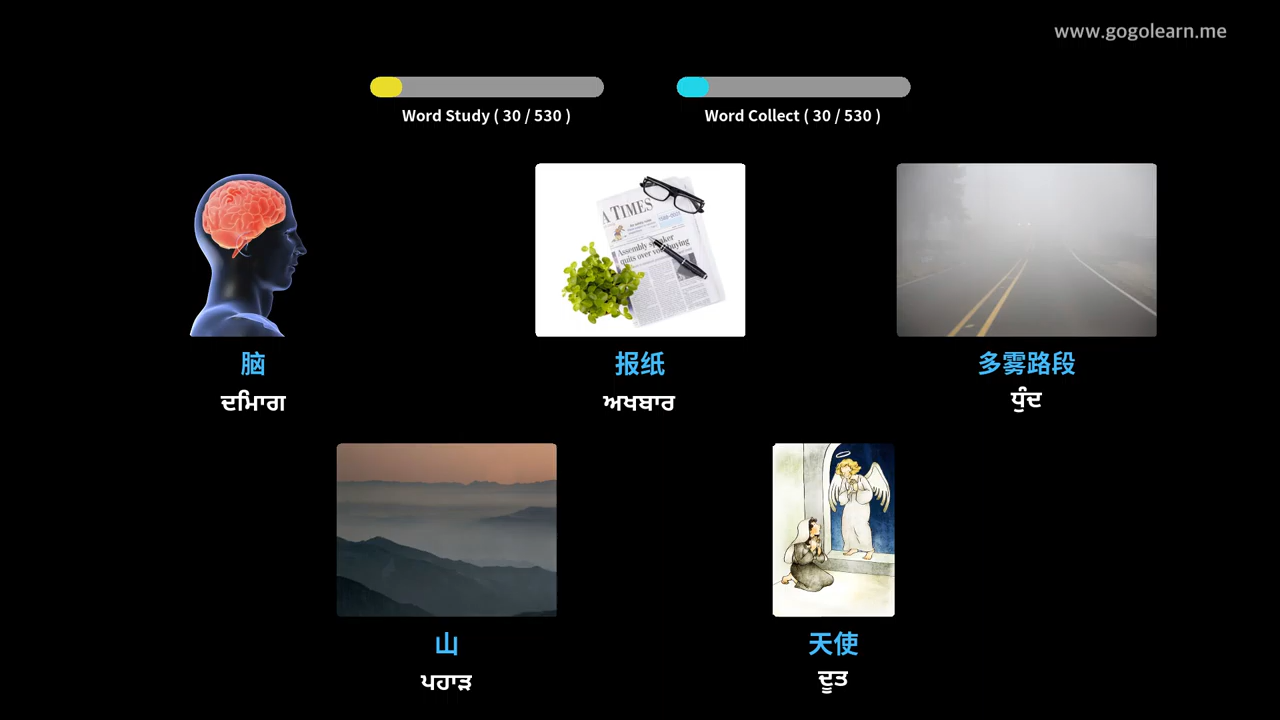 www.gogolearn.me
Word Study ( 30 / 530 )
Word Collect ( 30 / 530 )
A TIMES
脑
ਦਿਮਾਗ
报纸
ਅਖਬਾਰ
多雾路段
ਧੁੰਦ
山
ਪਹਾੜ
天使
ਦੂਤ